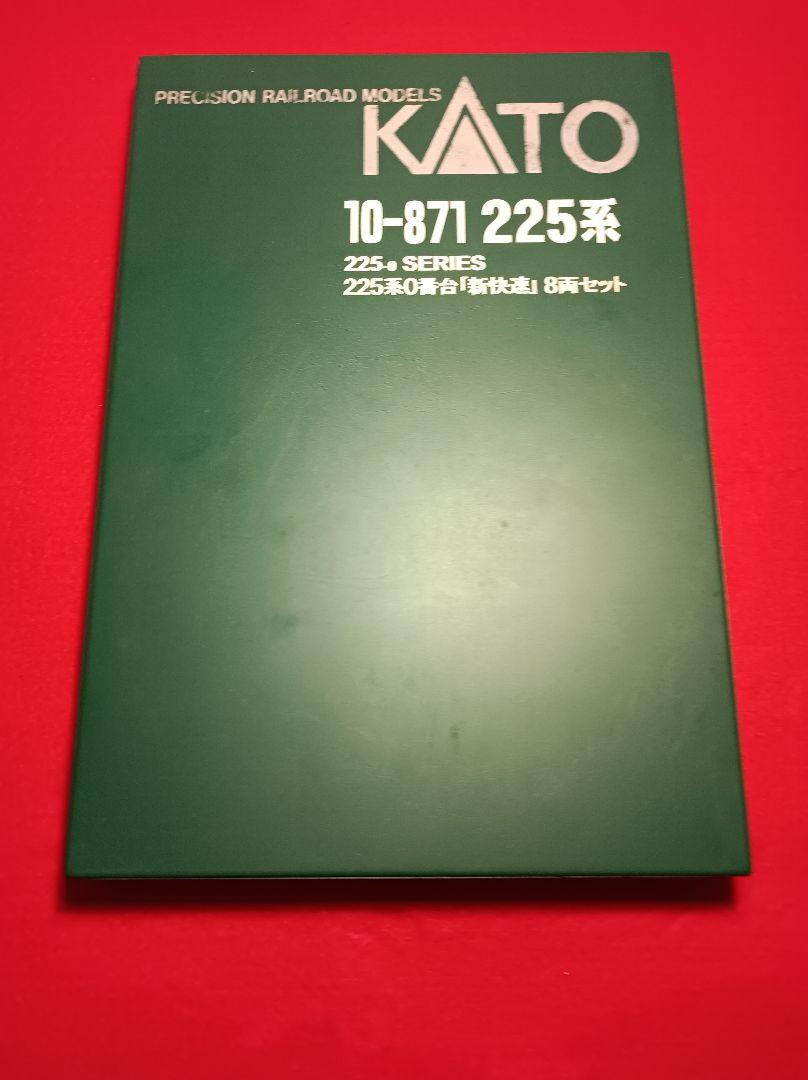 PRECISION RAILROAD MODELS
KATO
10-871 225系
225-0 SERIES
225系0番台「新快速」8両セット